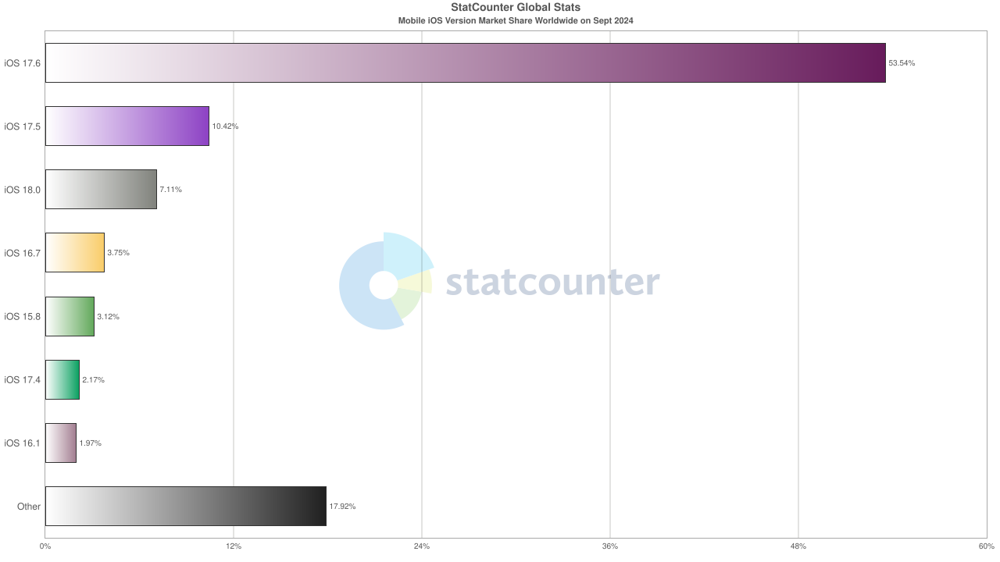 StatCounter Global Stats
Mobile iOS Version Market Share Worldwide on Sept 2024
iOS 17.6
53.54%
iOS 17.5
10.42%
iOS 18.0
7.11%
iOS 16.7
3.75%
statcounter
iOS 15.8
3.12%
iOS 17.4
2.17%
iOS 16.1
1.97%
Other
17.92%
0% 12% 24% 36% 48% 60%